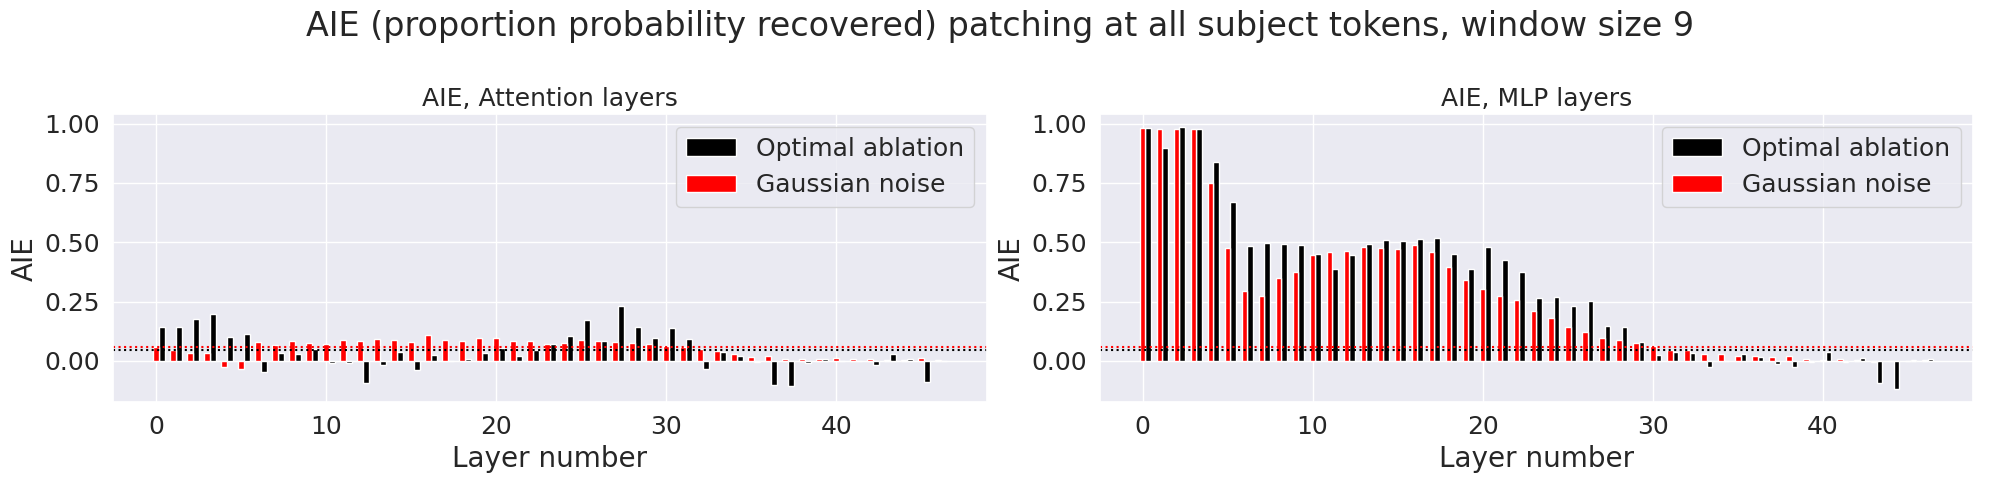 AIE (proportion probability recovered) patching at all subject tokens, window size 9
AIE, Attention layers
1.00
0.75
0.50
0.25
0.00
AIE
Optimal ablation
Gaussian noise
0 10 20 30 40
Layer number
AIE, MLP layers
1.00
0.75
0.50
0.25
0.00
AIE
Optimal ablation
Gaussian noise
0 10 20 30 40
Layer number